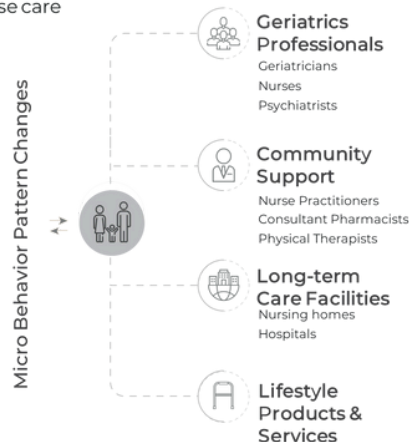 se care
Micro Behavior Pattern Changes
Geriatrics
Professionals
Geriatricians
Nurses
Psychiatrists
Community
Support
Nurse Practitioners
Consultant Pharmacists
Physical Therapists
Long-term
Care Facilities
Nursing homes
Hospitals
Lifestyle
Products &
Services